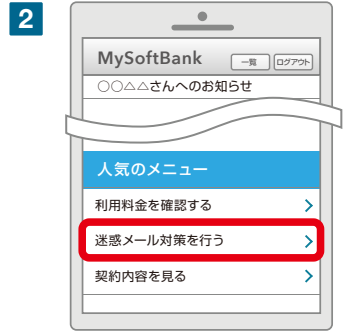 2
MySoftBank
一覧
ログアウト
○○△△さんへのお知らせ
人気のメニュー
利用料金を確認する
迷惑メール対策を行う
契約内容を見る